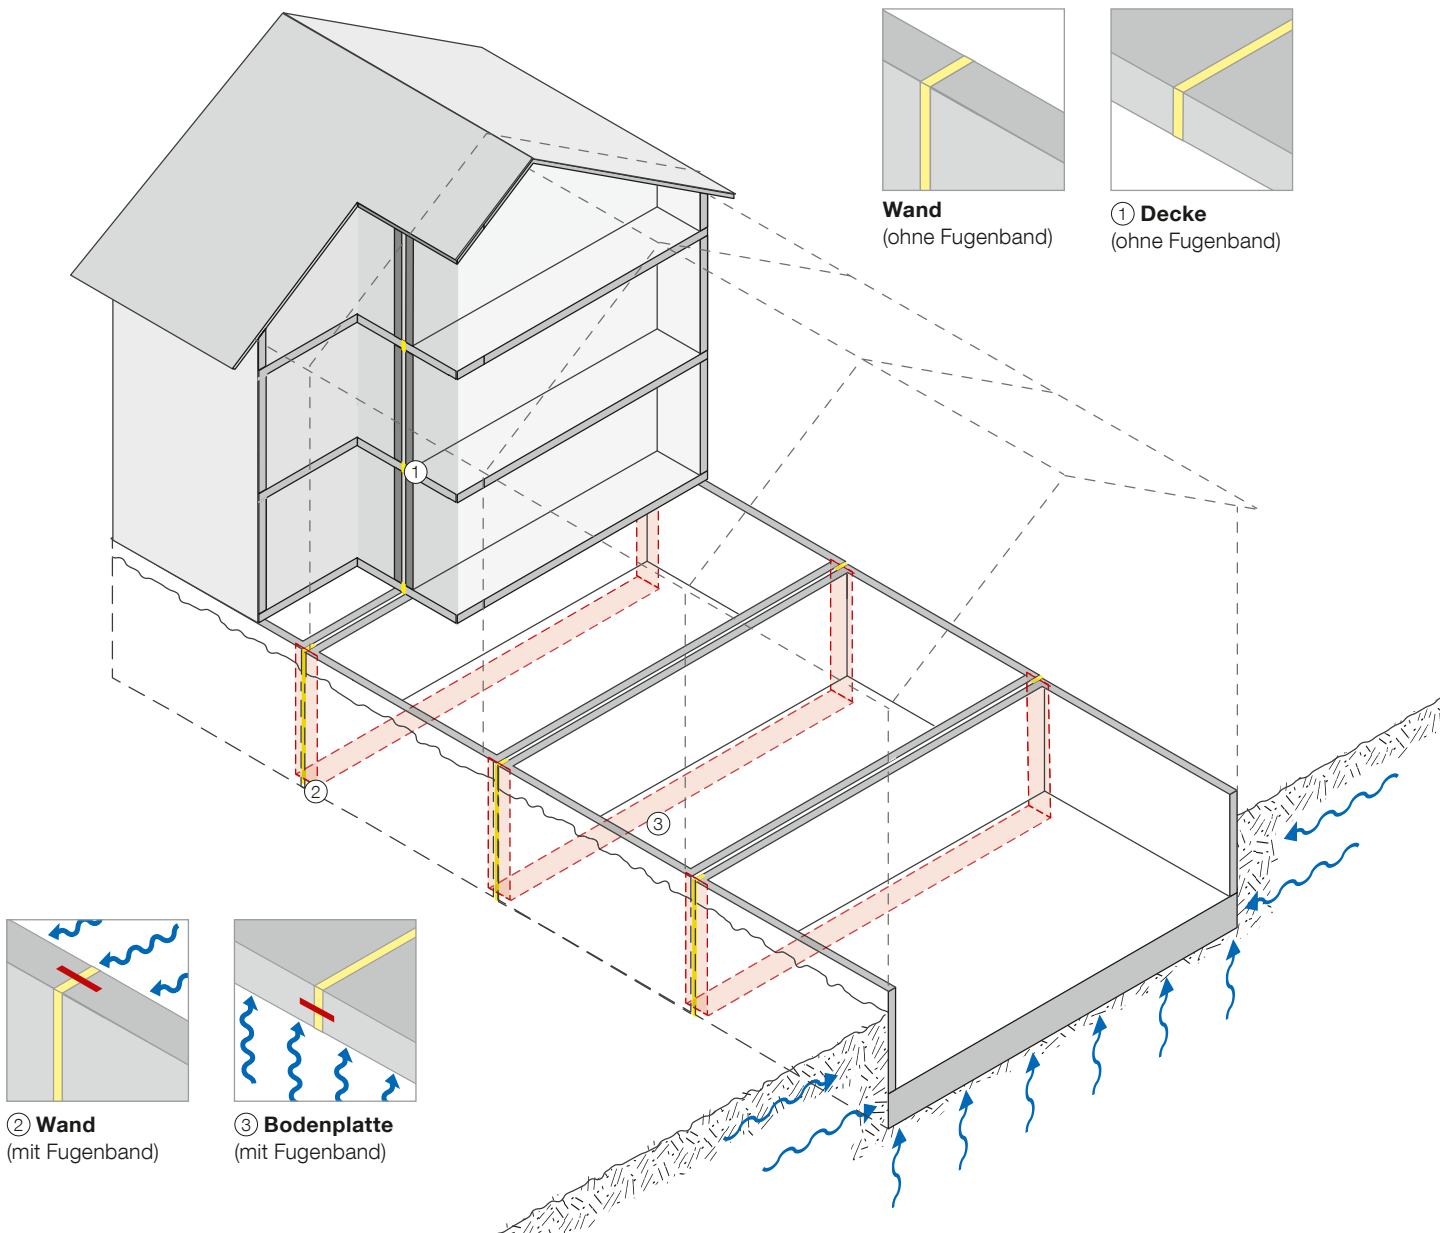 Wand
(ohne Fugenband)
① Decke
(ohne Fugenband)
①
②
③
② Wand
(mit Fugenband)
③ Bodenplatte
(mit Fugenband)